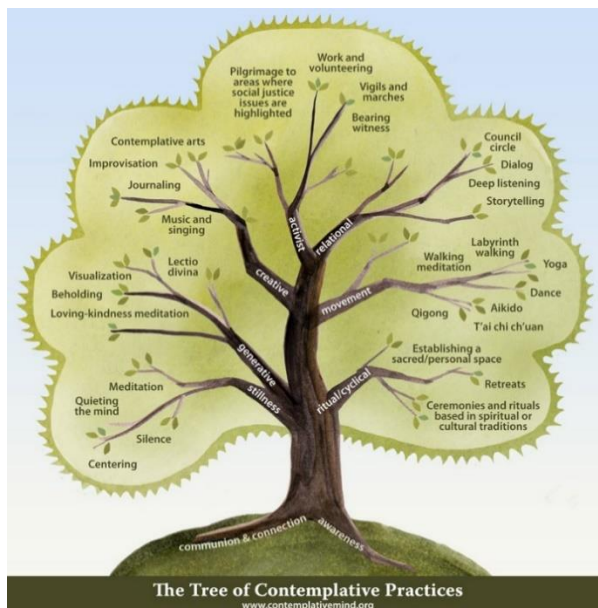 Work and
volunteering
Pilgrimage to
areas where
social justice
issues are
highlighted
Vigils and
marches
Bearing
witness
Contemplative arts
Improvisation
Journaling
Music and
singing
Council
circle
Dialog
Deep listening
Storytelling
activist
relational
creative
movement
Lectio
divina
Visualization
Beholding
Loving-kindness meditation
Labyrinth
walking
Walking
meditation
Yoga
Dance
Aikido
Qigong
T'ai chi ch'uan
generative
stillness
ritual/cyclical
Meditation
Quieting
the mind
Silence
Centering
Establishing a
sacred/personal space
Retreats
Ceremonies and rituals
based in spiritual or
cultural traditions
communion & connection
awareness
The Tree of Contemplative Practices
www.contemplativemind.org